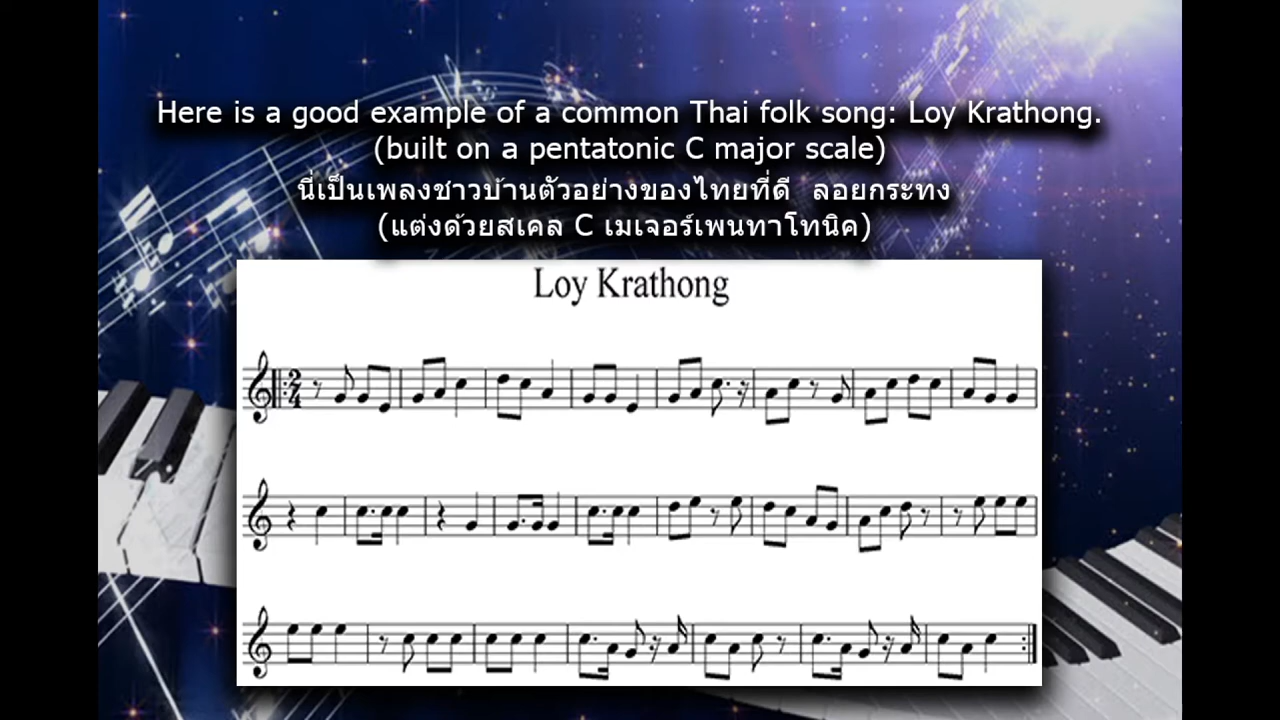 Here is a good example of a common Thai folk song: Loy Krathong.
(built on a pentatonic C major scale)
นี่เป็นเพลงชาวบ้านตัวอย่างของไทยที่ดี ลอยกระทง
(แต่งด้วยสเคล C เมเจอร์เพนทาโทนิค)
Loy Krathong
2
4